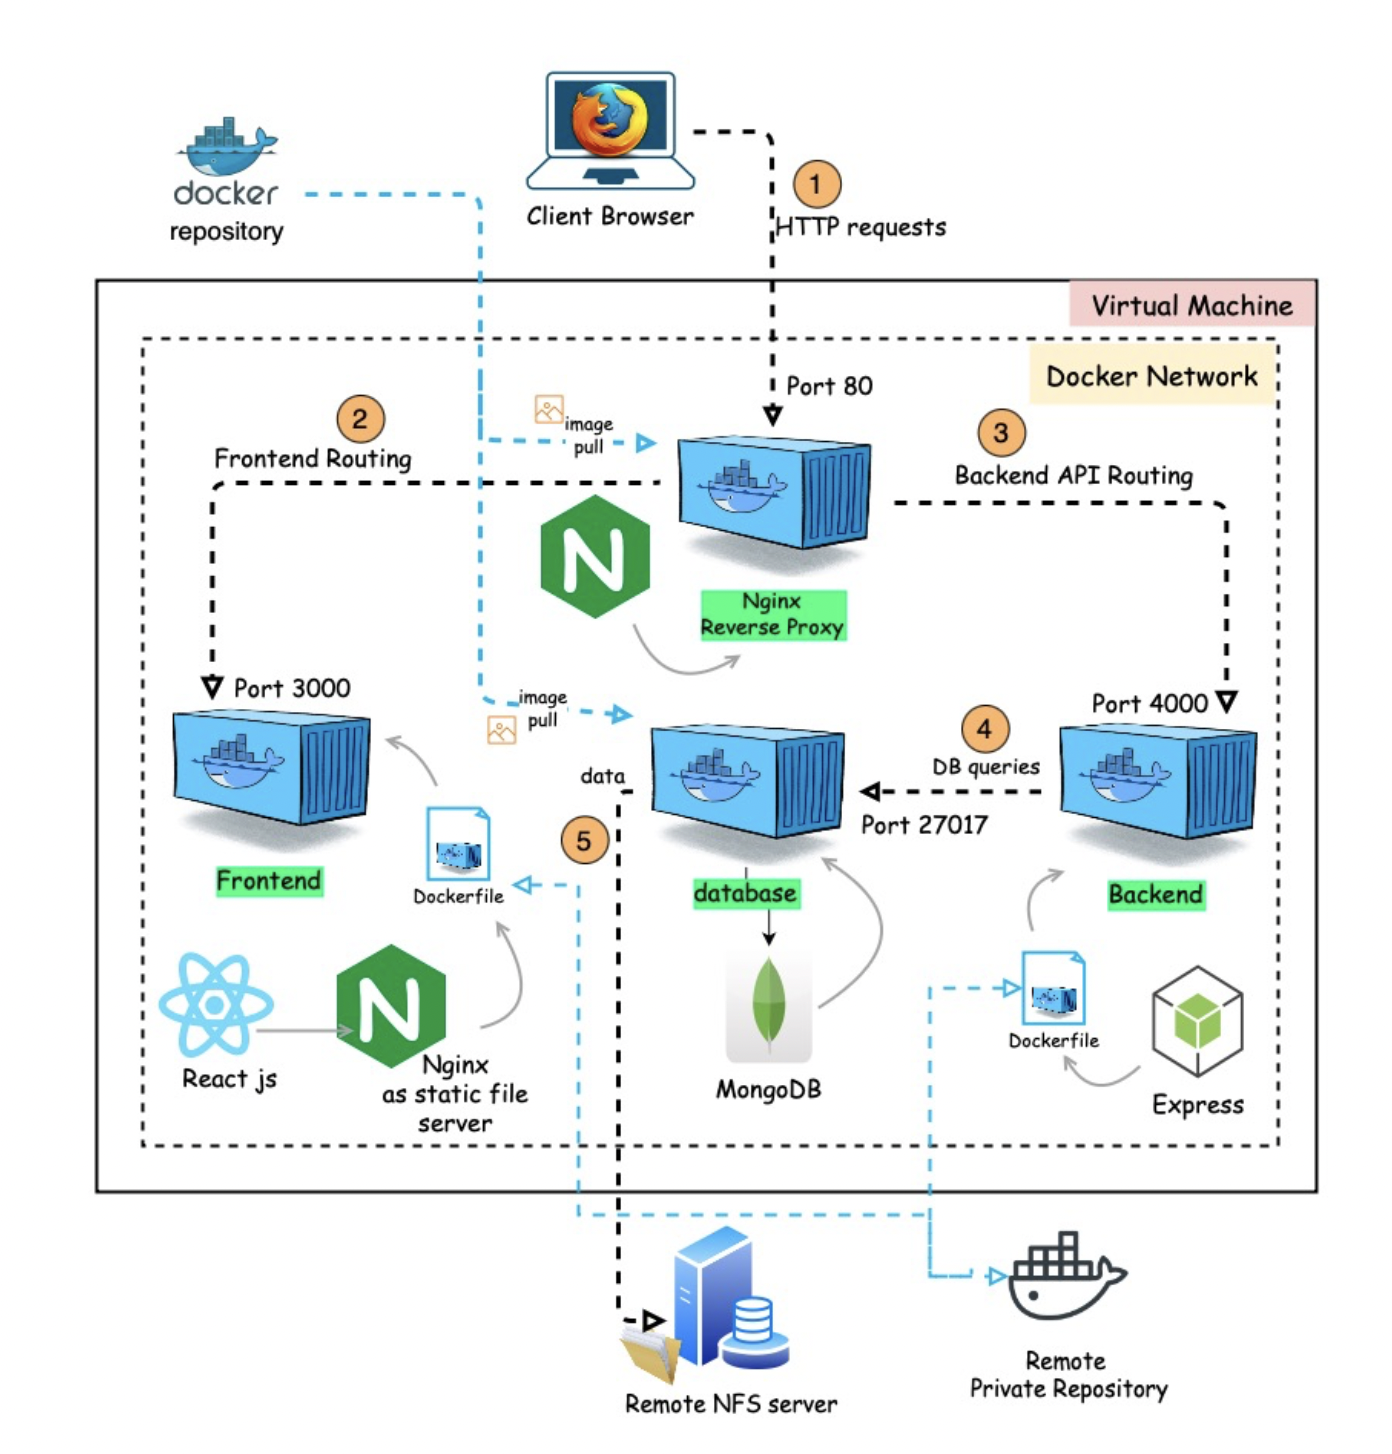 docker
repository
Client Browser
1
HTTP requests
Virtual Machine
Docker Network
Port 80
2
Frontend Routing
image
pull
3
Backend API Routing
N
Nginx
Reverse Proxy
Port 3000
image
pull
Port 4000
4
DB queries
data
Port 27017
5
Frontend
Dockerfile
database
Backend
N
React js
Nginx
as static file
server
MongoDB
Dockerfile
Express
Remote NFS server
Remote
Private Repository